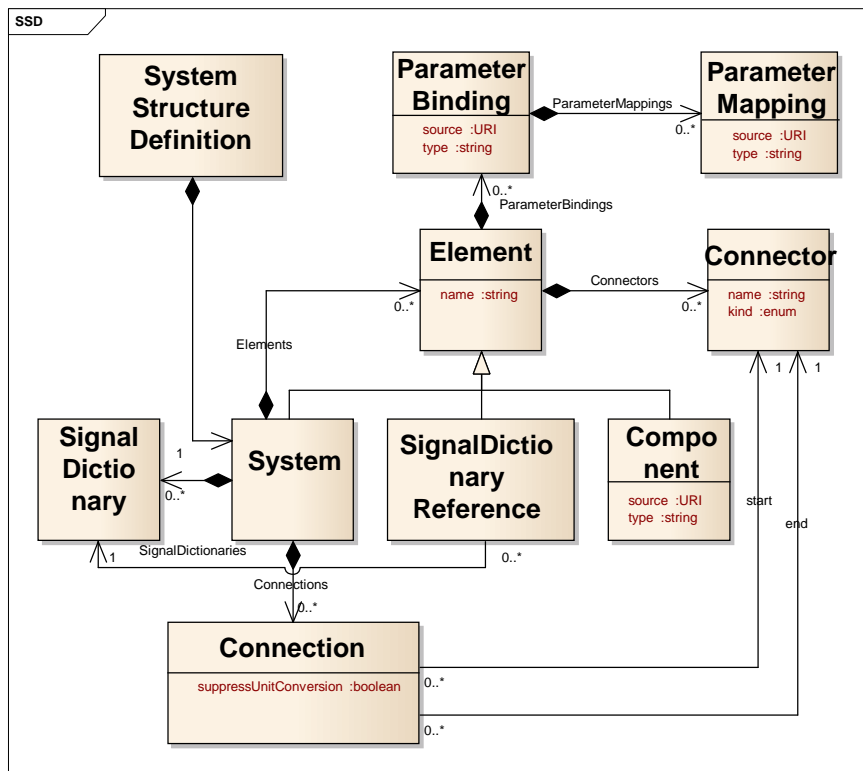 SSD
System
Structure
Definition
Parameter
Binding
source :URI
type :string
ParameterMappings
0..*
Parameter
Mapping
source :URI
type :string
0..*
ParameterBindings
Element
name :string
Connectors
0..*
Connector
name :string
kind :enum
0..*
Elements
1
1
1
Signal
Dictio
nary
System
SignalDictio
nary
Reference
Compo
nent
source :URI
type :string
0..*
start
end
SignalDictionaries
1
0..*
Connections
0..*
Connection
suppressUnitConversion :boolean
0..*
0..*